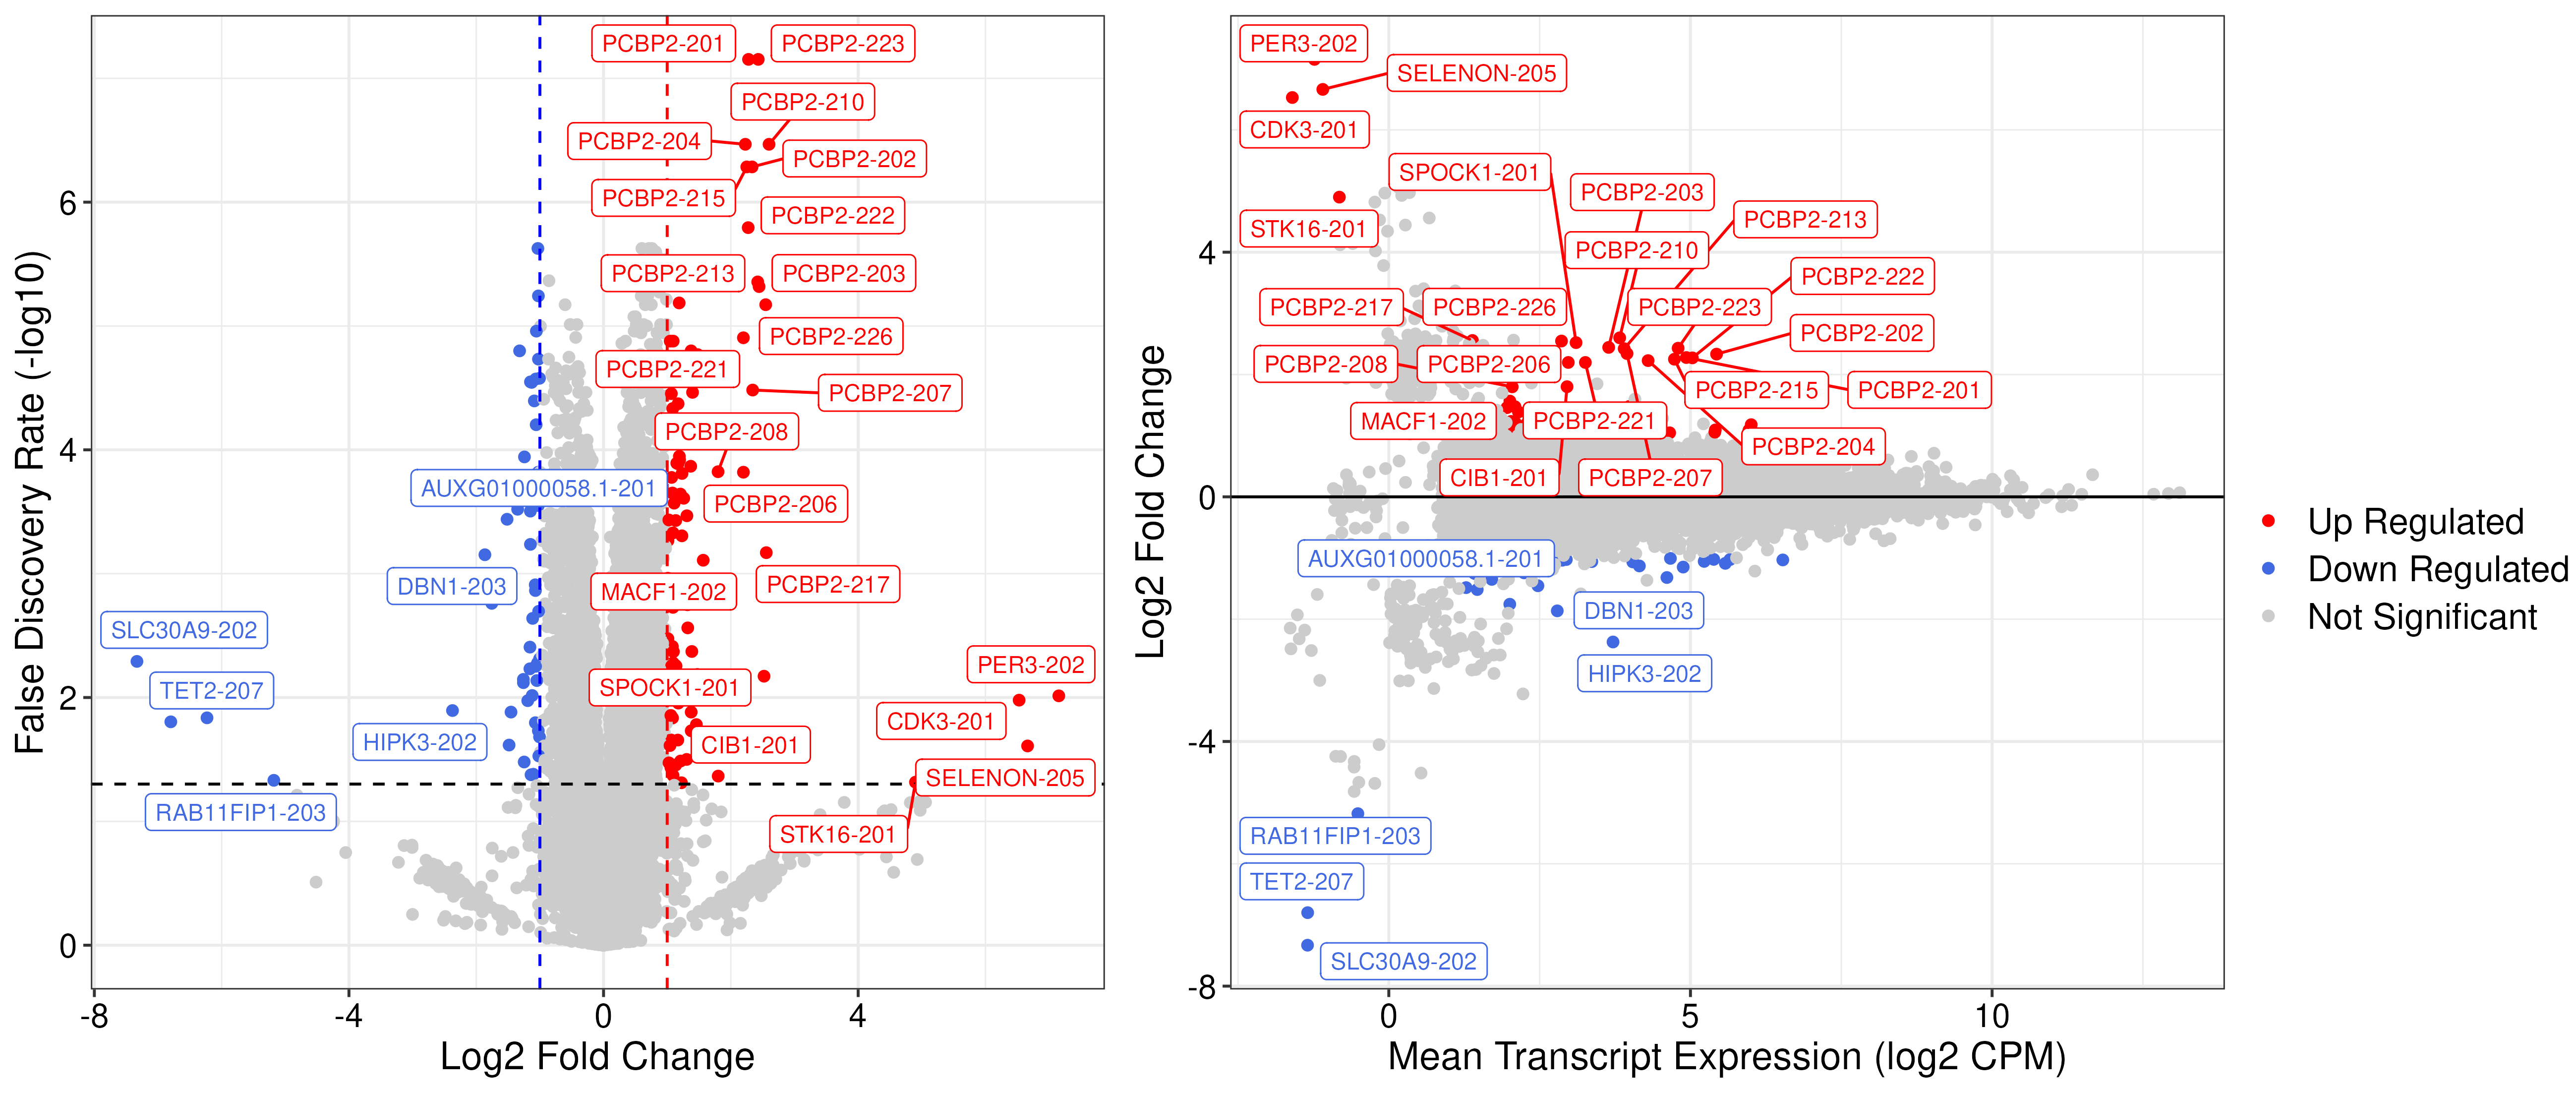 PCBP2-201
PCBP2-223
PCBP2-210
PCBP2-204
PCBP2-202
PCBP2-215
PCBP2-222
PCBP2-213
PCBP2-203
PCBP2-226
PCBP2-221
PCBP2-207
PCBP2-208
AUXG01000058.1-201
PCBP2-206
DBN1-203
MACF1-202
PCBP2-217
SLC30A9-202
PER3-202
TET2-207
SPOCK1-201
CDK3-201
HIPK3-202
CIB1-201
SELENON-205
RAB11FIP1-203
STK16-201
6
4
2
0
-8
-4
0
4
False Discovery Rate (-log10)
Log2 Fold Change
PER3-202
SELENON-205
CDK3-201
SPOCK1-201
PCBP2-203
PCBP2-213
STK16-201
PCBP2-210
PCBP2-222
PCBP2-217
PCBP2-226
PCBP2-223
PCBP2-202
PCBP2-208
PCBP2-206
PCBP2-215
PCBP2-201
MACF1-202
PCBP2-221
PCBP2-204
CIB1-201
PCBP2-207
AUXG01000058.1-201
DBN1-203
HIPK3-202
RAB11FIP1-203
TET2-207
SLC30A9-202
4
0
-4
-8
0
5
10
Log2 Fold Change
Mean Transcript Expression (log2 CPM)
Up Regulated
Down Regulated
Not Significant